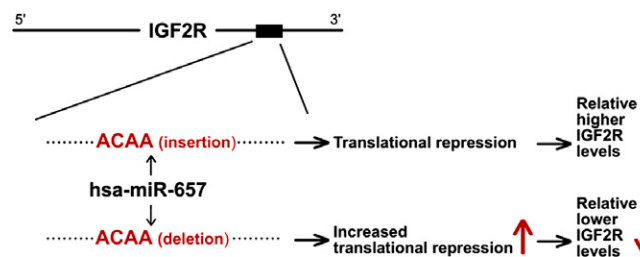 5' 3'
IGF2R
ACAA (insertion)
Translational repression
Relative
higher
IGF2R
levels
hsa-miR-657
ACAA (deletion)
Increased
translational repression
Relative
lower
IGF2R
levels